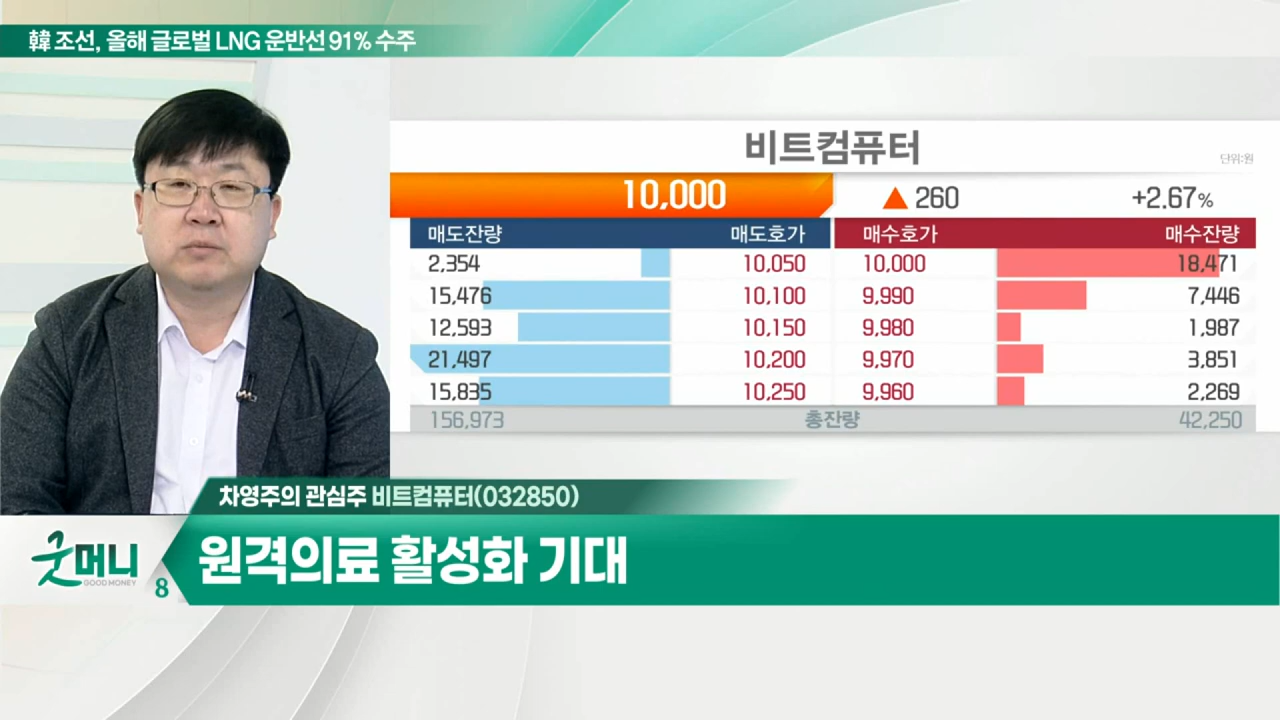 韓 조선, 올해 글로벌 LNG 운반선 91% 수주
비트컴퓨터
단위:원
10,000 ▲ 260 +2.67%
매도잔량 매도호가 매수호가 매수잔량
2,354 10,050 10,000 18,471
15,476 10,100 9,990 7,446
12,593 10,150 9,980 1,987
21,497 10,200 9,970 3,851
15,835 10,250 9,960 2,269
156,973 총잔량 42,250
차영주의 관심주 비트컴퓨터(032850)
굿머니
GOOD MONEY
8
원격의료 활성화 기대